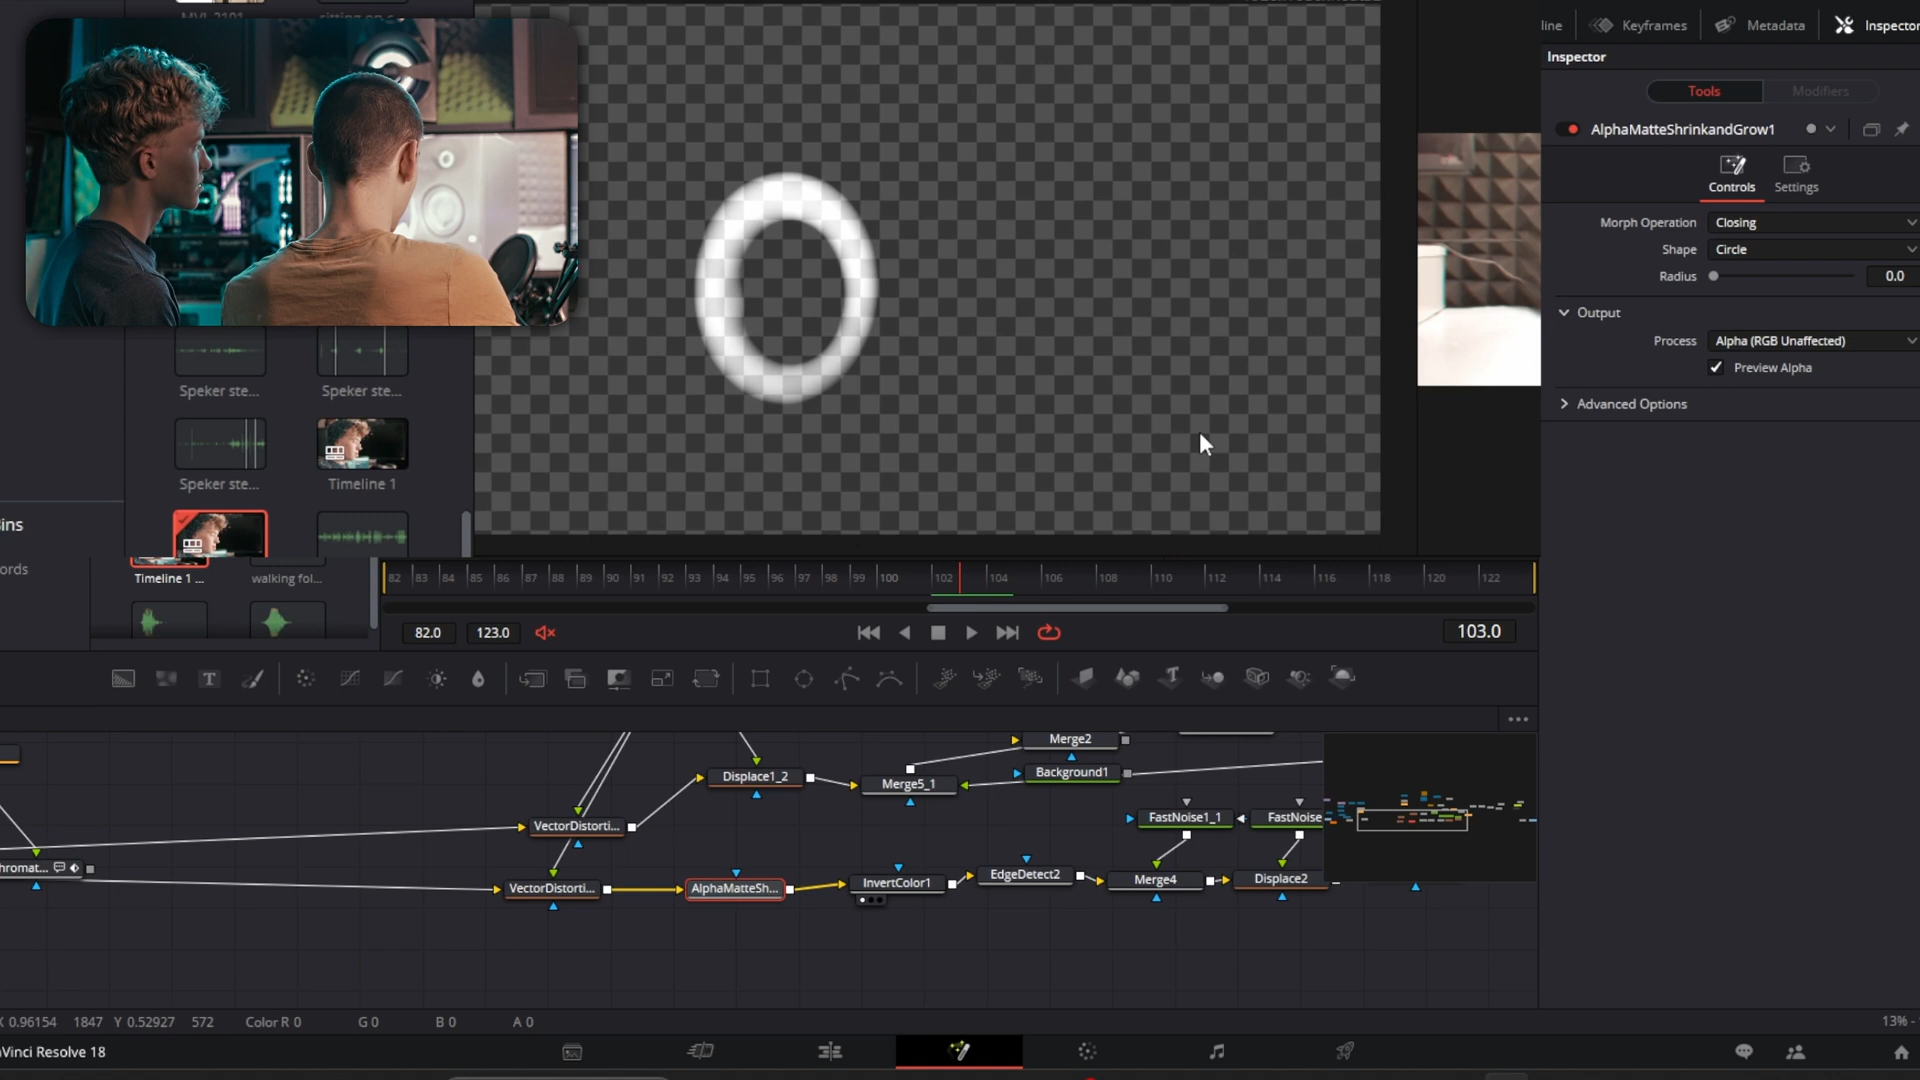 line
Keyframes
Metadata
Inspector
Inspector
Tools
Modifiers
AlphaMatteShrinkandGrow1
Controls
Settings
Morph Operation
Closing
Shape
Circle
Radius
0.0
Output
Process
Alpha (RGB Unaffected)
Preview Alpha
Advanced Options
Speker ste...
Speker ste...
Speker ste...
Timeline 1
Bins
ords
Timeline 1 ...
walking fol...
82 83 84 85 86 87 88 89 90 91 92 93 94 95 96 97 98 99 100 102 104 106 108 110 112 114 116 118 120 122
82.0
123.0
103.0
Merge2
Displace1_2
Merge5_1
Background1
VectorDistorti...
FastNoise1_1
FastNoise
hromat...
VectorDistorti...
AlphaMatteSh...
InvertColor1
EdgeDetect2
Merge4
Displace2
X 0.96154 1847 Y 0.52927 572 Color R 0 G 0 B 0 A 0
13% -
aVinci Resolve 18